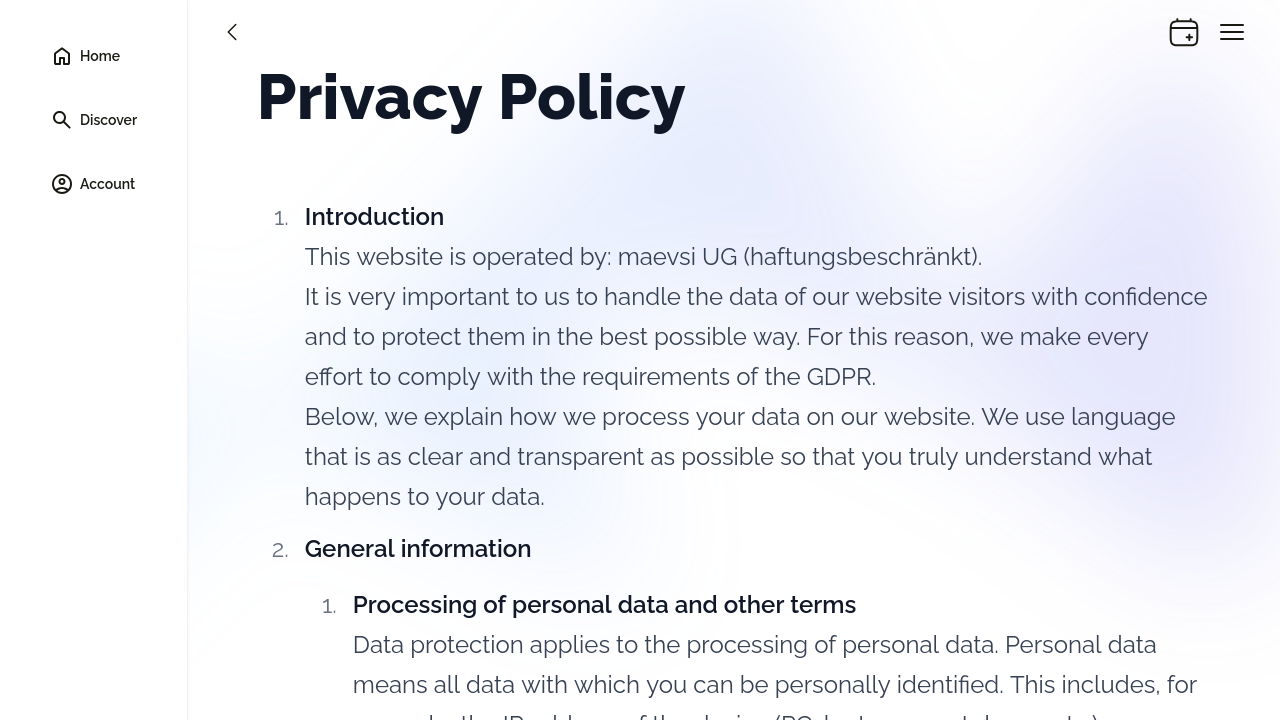 Home
Discover
Account
Privacy Policy
1. Introduction
This website is operated by: maevsi UG (haftungsbeschränkt).
It is very important to us to handle the data of our website visitors with confidence
and to protect them in the best possible way. For this reason, we make every
effort to comply with the requirements of the GDPR.
Below, we explain how we process your data on our website. We use language
that is as clear and transparent as possible so that you truly understand what
happens to your data.
2. General information
1. Processing of personal data and other terms
Data protection applies to the processing of personal data. Personal data
means all data with which you can be personally identified. This includes, for